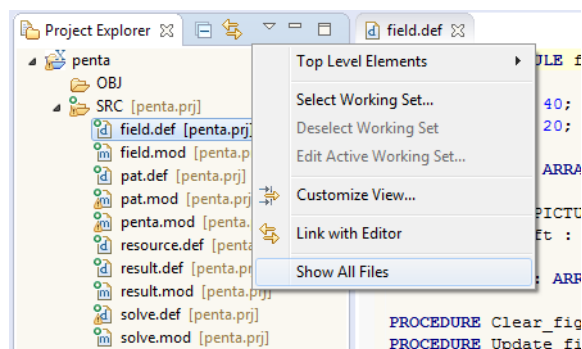 Project Explorer
field.def
penta
OBJ
SRC [penta.prj]
field.def [penta.prj]
field.mod [penta.p
pat.def [penta.prj]
pat.mod [penta.prj
penta.mod [penta.
resource.def [penta
result.def [penta.pr
result.mod [penta.prj]
solve.def [penta.prj]
solve.mod [penta.prj]
Top Level Elements
Select Working Set...
Deselect Working Set
Edit Active Working Set...
Customize View...
Link with Editor
Show All Files
ULE f
40;
20;
ARRA
PICTU
ft :
: ARR
PROCEDURE Clear_fig
PROCEDURE Update_fi